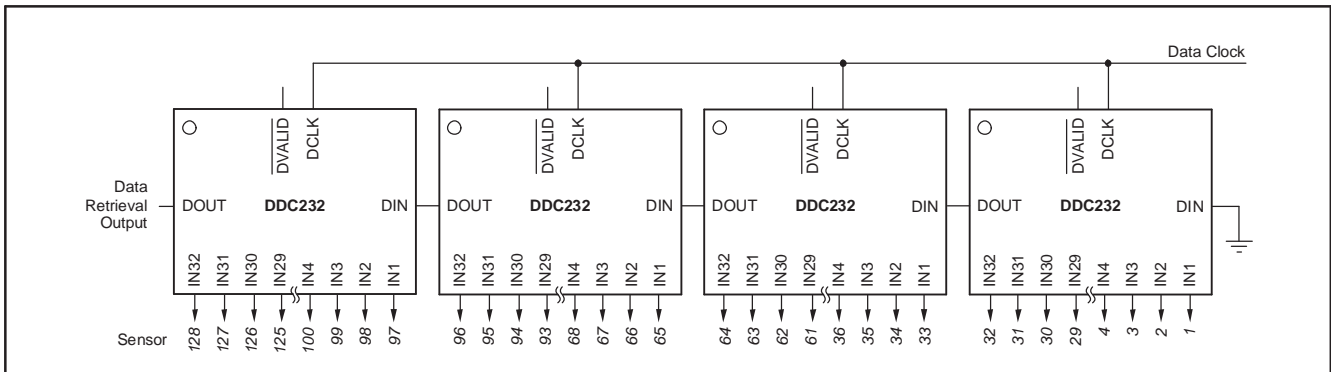 Data Clock
DVALID DCLK DVALID DCLK DVALID DCLK DVALID DCLK
Data
Retrieval
Output
DOUT DDC232 DIN DOUT DDC232 DIN DOUT DDC232 DIN DOUT DDC232 DIN
IN32 IN31 IN30 IN29 IN4 IN3 IN2 IN1 IN32 IN31 IN30 IN29 IN4 IN3 IN2 IN1 IN32 IN31 IN30 IN29 IN4 IN3 IN2 IN1 IN32 IN31 IN30 IN29 IN4 IN3 IN2 IN1
Sensor 128 127 126 125 100 99 98 97 96 95 94 93 68 67 66 65 64 63 62 61 36 35 34 33 32 31 30 29 4 3 2 1